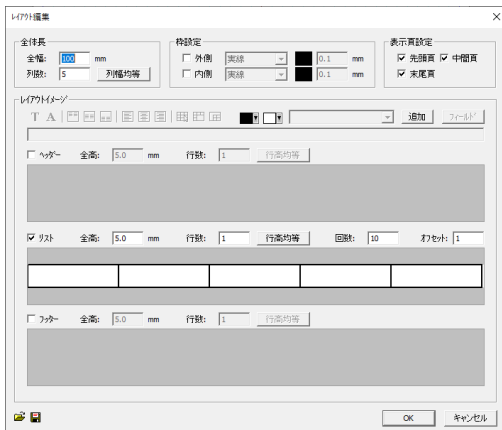 ﾚｲｱｳﾄ編集
全体長
全幅: 100 mm
列数: 5 列幅均等
枠設定
外側 実線 0.1 mm
内側 実線 0.1 mm
表示頁設定
先頭頁 中間頁
末尾頁
ﾚｲｱｳﾄｲﾒｰｼﾞ
T A 追加 ﾌｨｰﾙﾄﾞ
ﾍｯﾀﾞｰ 全高: 5.0 mm 行数: 1 行高均等
ﾘｽﾄ 全高: 5.0 mm 行数: 1 行高均等 回数: 10 ｵﾌｾｯﾄ: 1
ﾌｯﾀｰ 全高: 5.0 mm 行数: 1 行高均等
OK ｷｬﾝｾﾙ